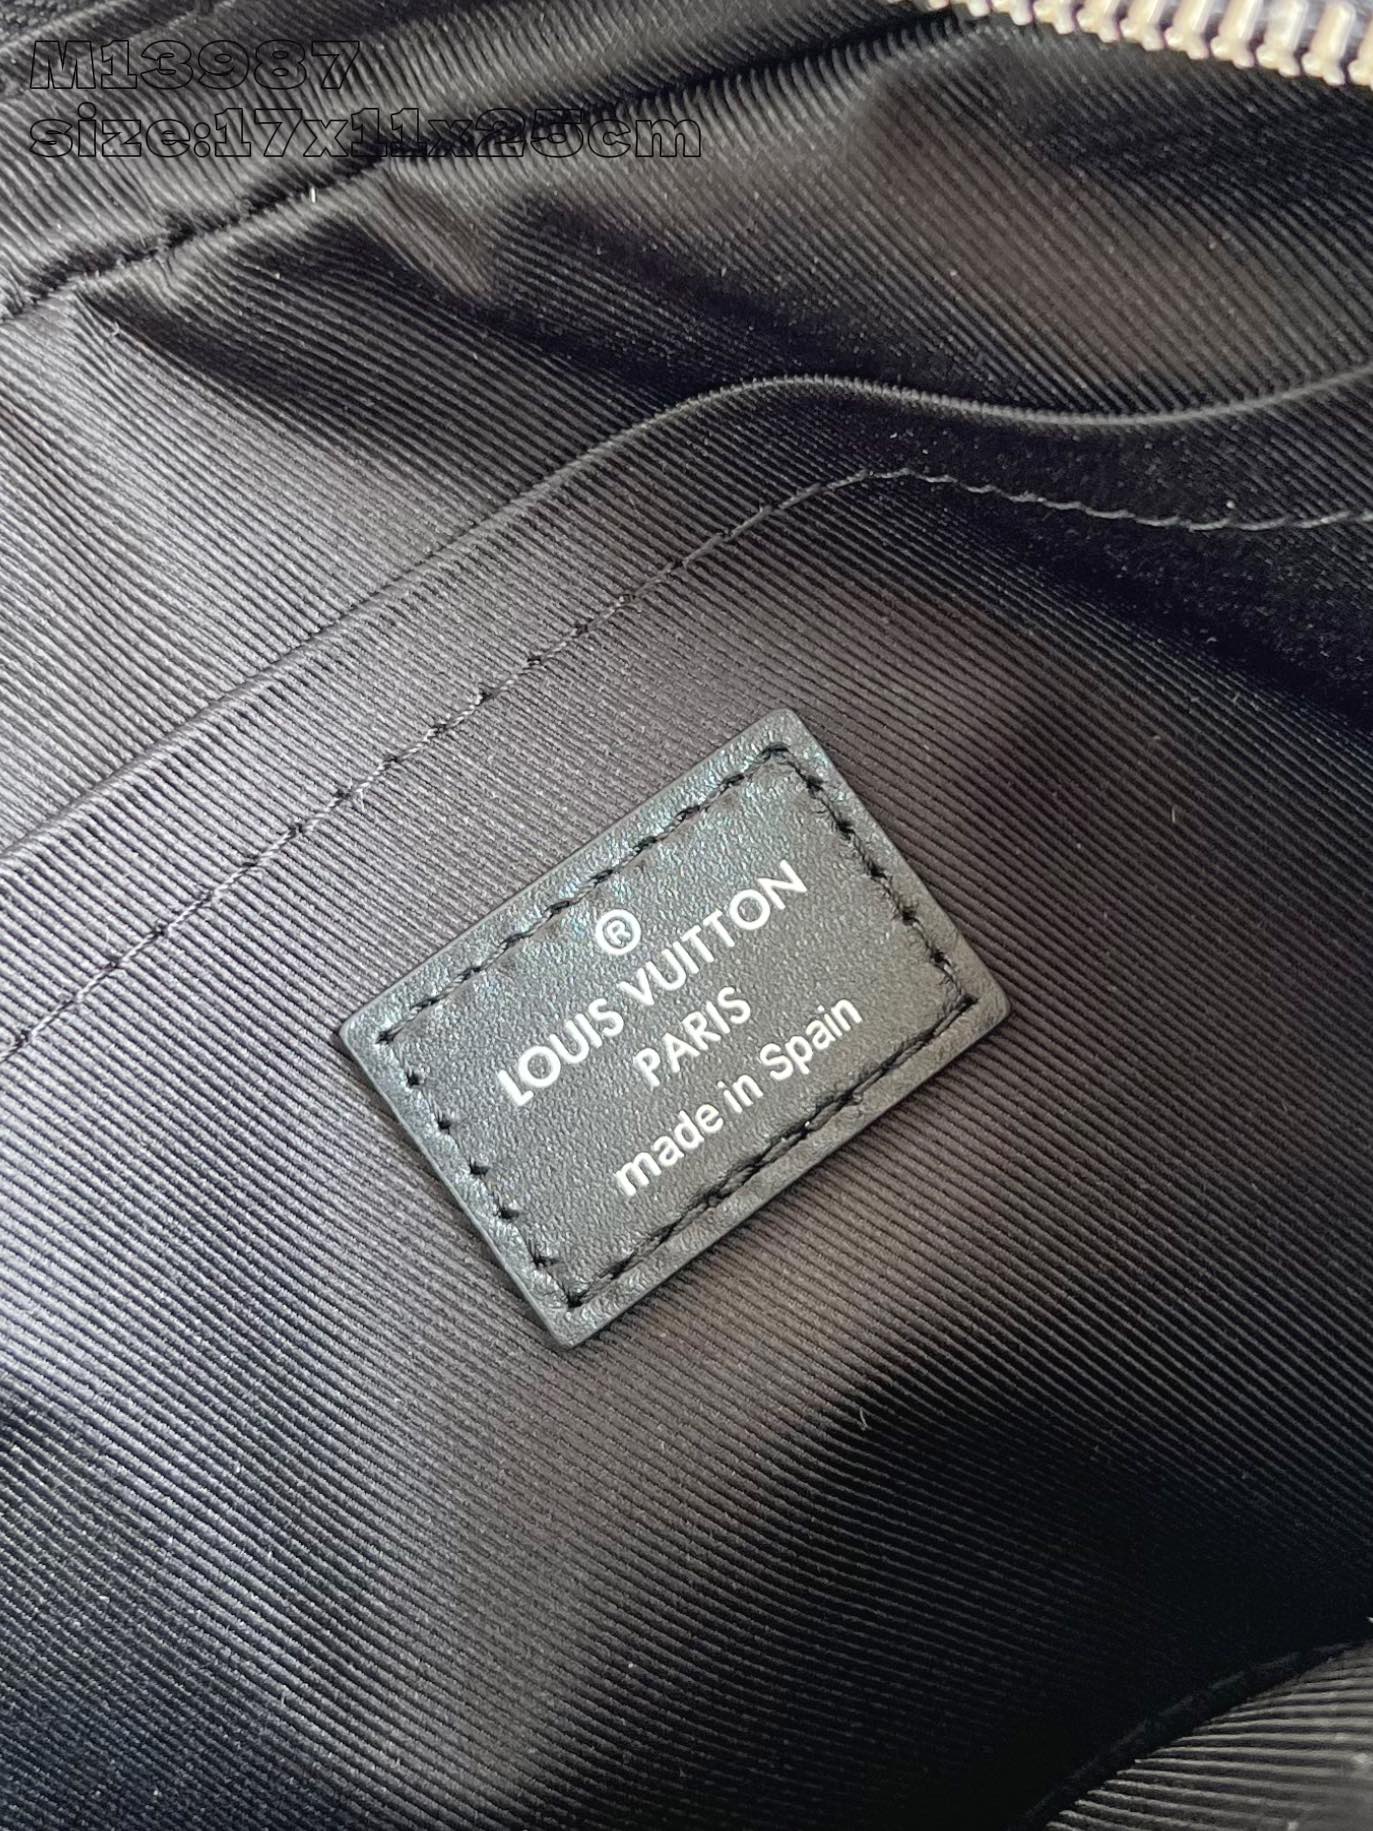 M13987
size:17x11x25cm
®
LOUIS VUITTON
PARIS
made in Spain